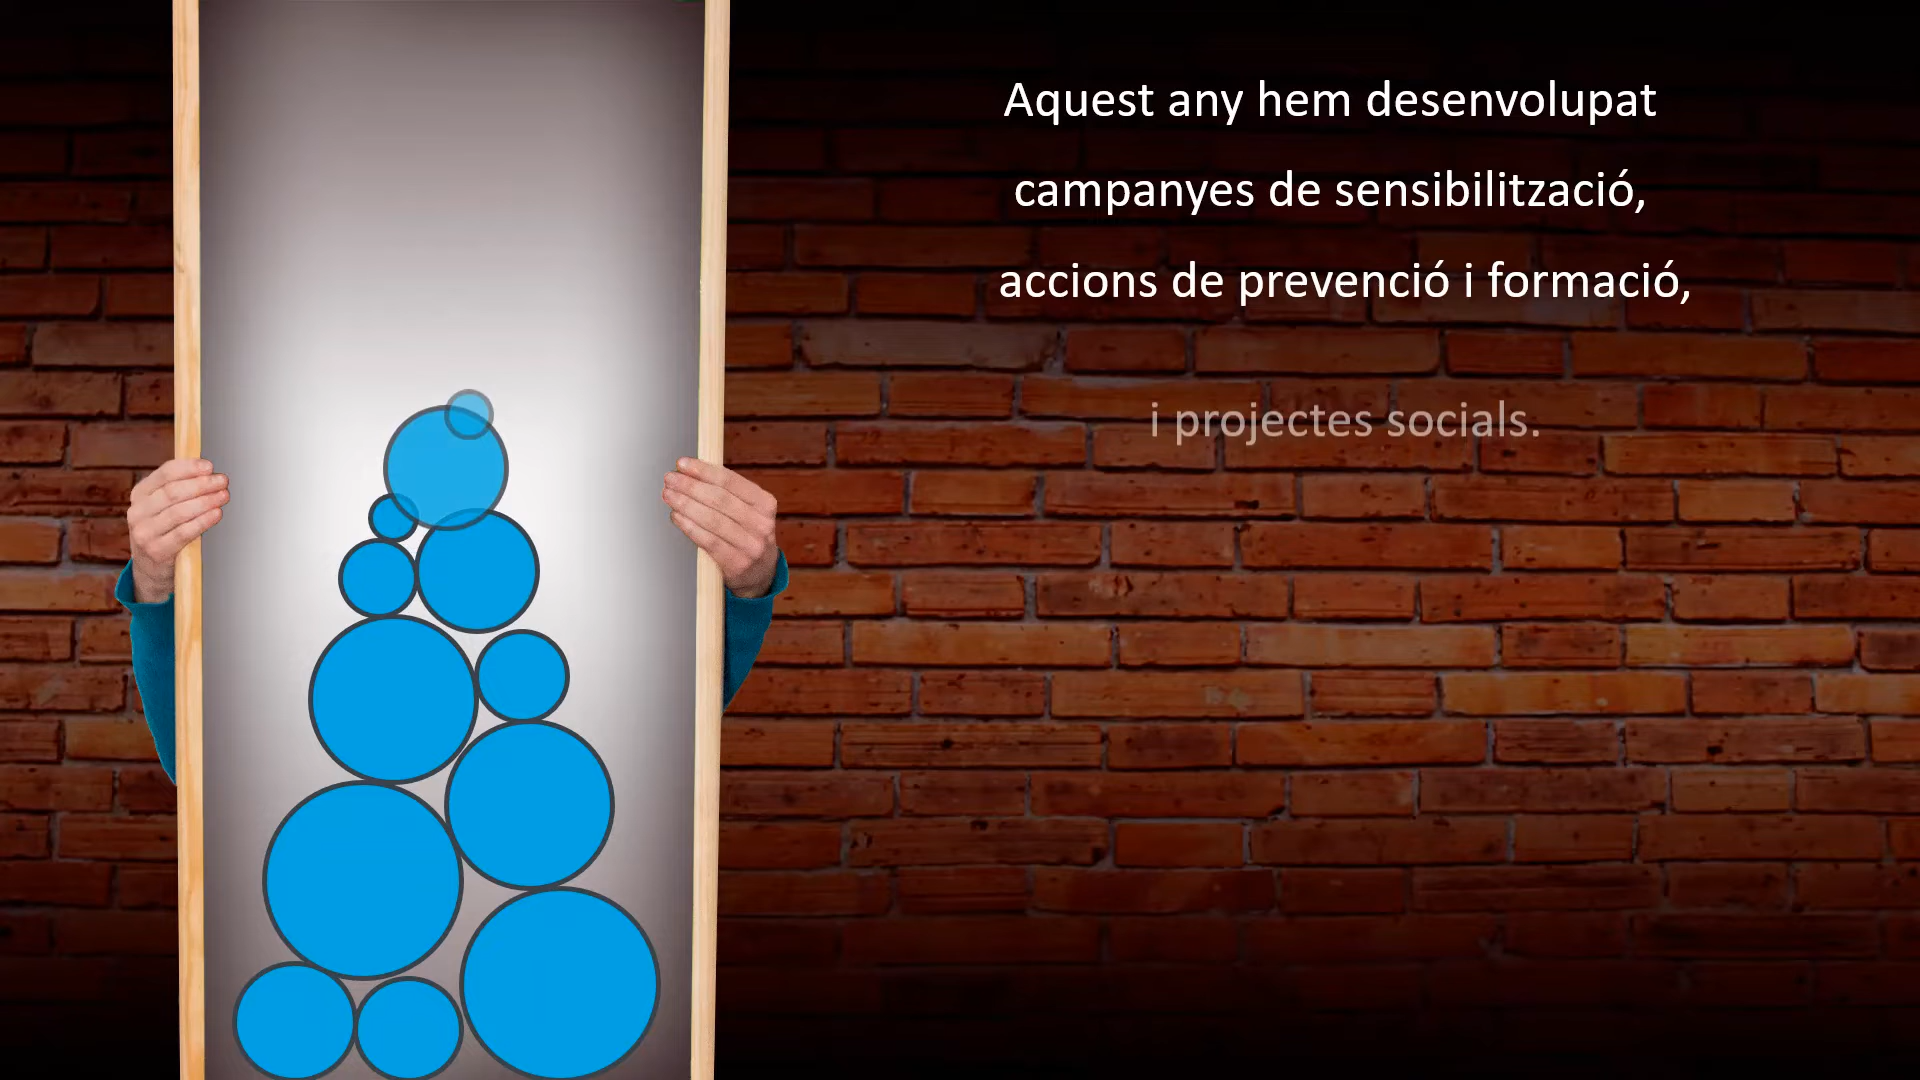 Aquest any hem desenvolupat
campanyes de sensibilització,
accions de prevenció i formació,
i projectes socials.